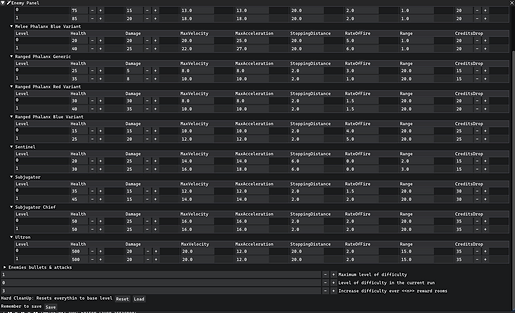 Enemy Panel
0 75 - + 15 - + 13.0 13.0 20.0 2.0 1.0 20 - +
1 85 - + 20 - + 18.0 18.0 20.0 2.0 1.0 20 - +
Melee Phalanx Blue Variant
Level Health Damage MaxVelocity MaxAcceleration StoppingDistance RateOfFire Range CreditsDrop
0 20 - + 20 - + 20.0 25.0 20.0 5.0 1.0 20 - +
1 40 - + 25 - + 22.0 27.0 20.0 6.0 1.0 20 - +
Ranged Phalanx Generic
Level Health Damage MaxVelocity MaxAcceleration StoppingDistance RateOfFire Range CreditsDrop
0 25 - + 5 - + 8.0 8.0 2.0 3.0 20.0 15 - +
1 35 - + 8 - + 10.0 10.0 2.0 1.0 20.0 20 - +
Ranged Phalanx Red Variant
Level Health Damage MaxVelocity MaxAcceleration StoppingDistance RateOfFire Range CreditsDrop
0 30 - + 30 - + 8.0 8.0 2.0 1.5 20.0 20 - +
1 40 - + 35 - + 10.0 10.0 2.0 1.5 20.0 20 - +
Ranged Phalanx Blue Variant
Level Health Damage MaxVelocity MaxAcceleration StoppingDistance RateOfFire Range CreditsDrop
0 15 - + 15 - + 10.0 10.0 2.0 4.0 20.0 25 - +
1 25 - + 20 - + 12.0 12.0 2.0 5.0 20.0 25 - +
Sentinel
Level Health Damage MaxVelocity MaxAcceleration StoppingDistance RateOfFire Range CreditsDrop
0 20 - + 25 - + 14.0 14.0 6.0 0.0 2.0 15 - +
1 30 - + 25 - + 16.0 18.0 6.0 0.0 3.0 15 - +
Subjugator
Level Health Damage MaxVelocity MaxAcceleration StoppingDistance RateOfFire Range CreditsDrop
0 35 - + 15 - + 12.0 12.0 2.0 1.5 20.0 30 - +
1 45 - + 15 - + 14.0 14.0 2.0 2.0 20.0 30 - +
Subjugator Chief
Level Health Damage MaxVelocity MaxAcceleration StoppingDistance RateOfFire Range CreditsDrop
0 50 - + 25 - + 16.0 16.0 2.0 2.0 20.0 35 - +
1 50 - + 25 - + 16.0 18.0 2.0 2.0 20.0 35 - +
Ultron
Level Health Damage MaxVelocity MaxAcceleration StoppingDistance RateOfFire Range CreditsDrop
0 500 - + 20 - + 20.0 12.0 20.0 2.0 15.0 35 - +
1 500 - + 20 - + 20.0 12.0 20.0 2.0 15.0 35 - +
Enemies bullets & attacks
1 - + Maximum level of difficulty
0 - + Level of difficulty in the current run
3 - + Increase difficulty ever <<n>> reward rooms
Hard CleanUp: Resets everythin to base level Reset Load
Remember to save Save